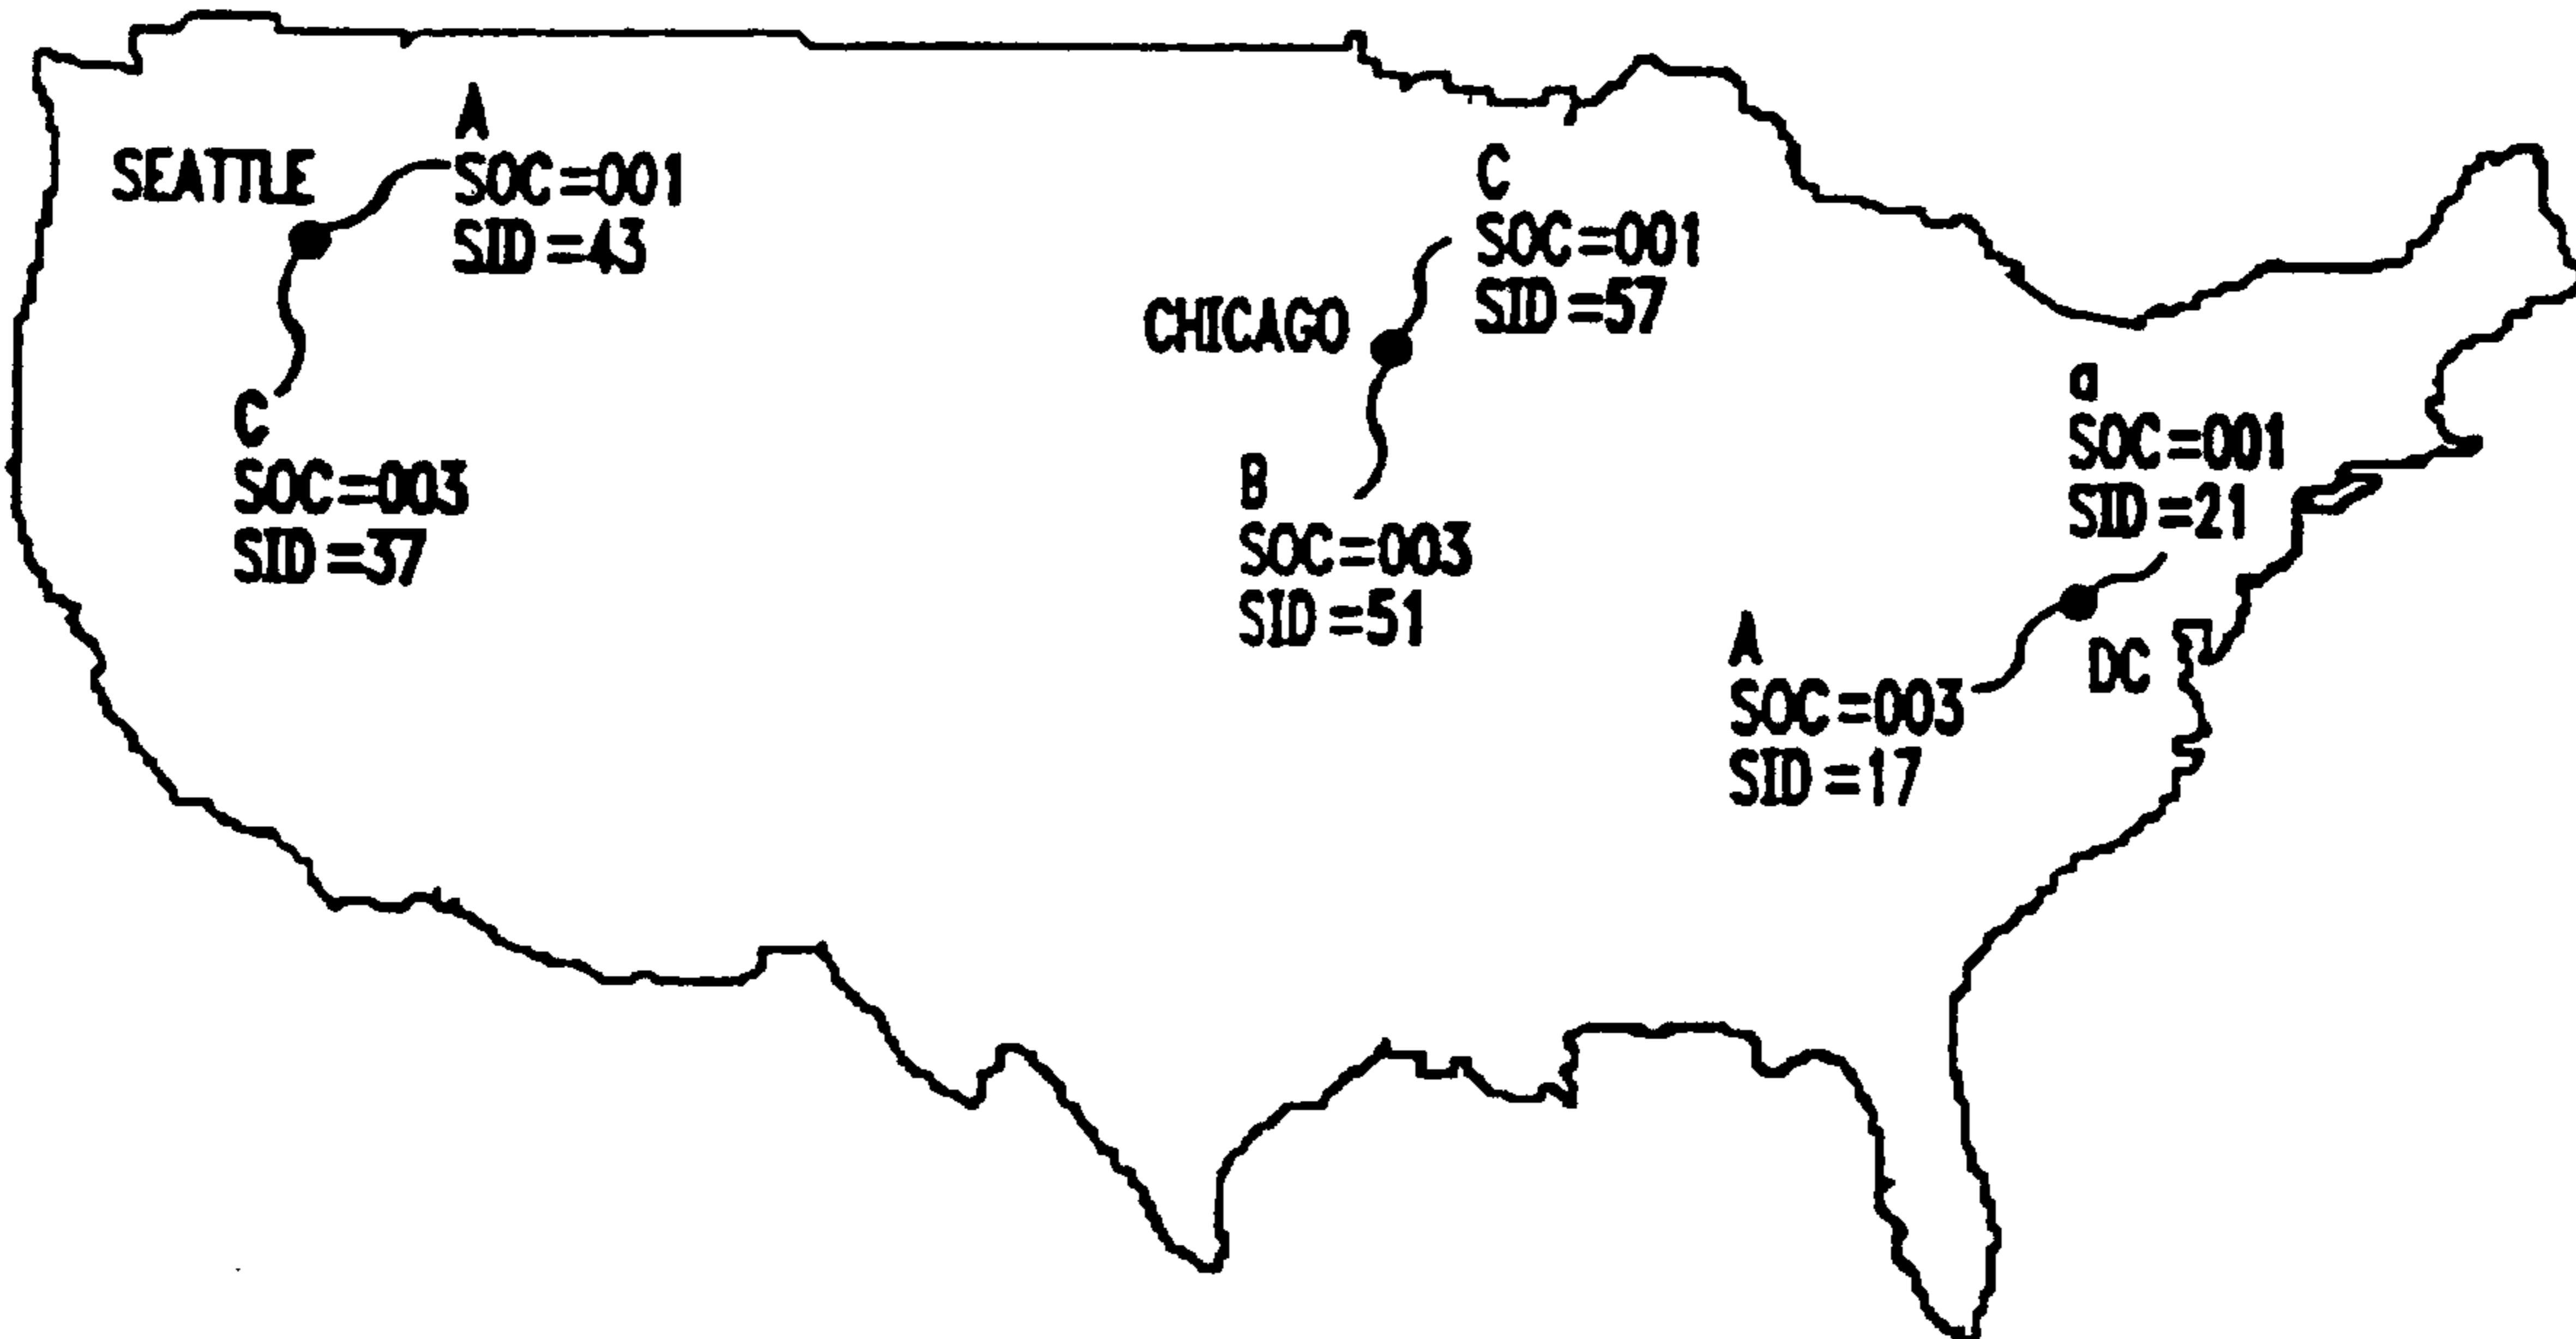 SEATTLE
A
SOC=001
SID=43
C
SOC=003
SID=37
CHICAGO
C
SOC=001
SID=57
B
SOC=003
SID=51
a
SOC=001
SID=21
DC
A
SOC=003
SID=17